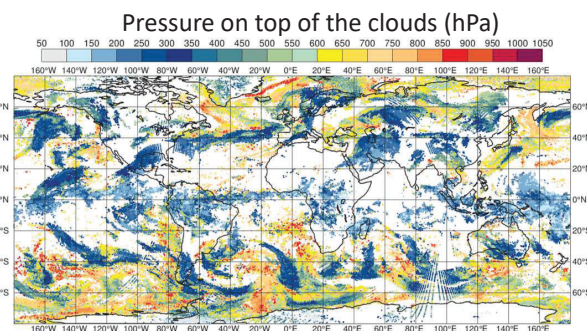 Pressure on top of the clouds (hPa)
50 100 150 200 250 300 350 400 450 500 550 600 650 700 750 800 850 900 950 1000 1050
160°W 140°W 120°W 100°W 80°W 60°W 40°W 20°W 0°E 20°E 40°E 60°E 80°E 100°E 120°E 140°E 160°E
°N 60°N
°N 40°N
°N 20°N
°N 0°N
°S 20°S
°S 40°S
°S 60°S
160°W 140°W 120°W 100°W 80°W 60°W 40°W 20°W 0°E 20°E 40°E 60°E 80°E 100°E 120°E 140°E 160°E